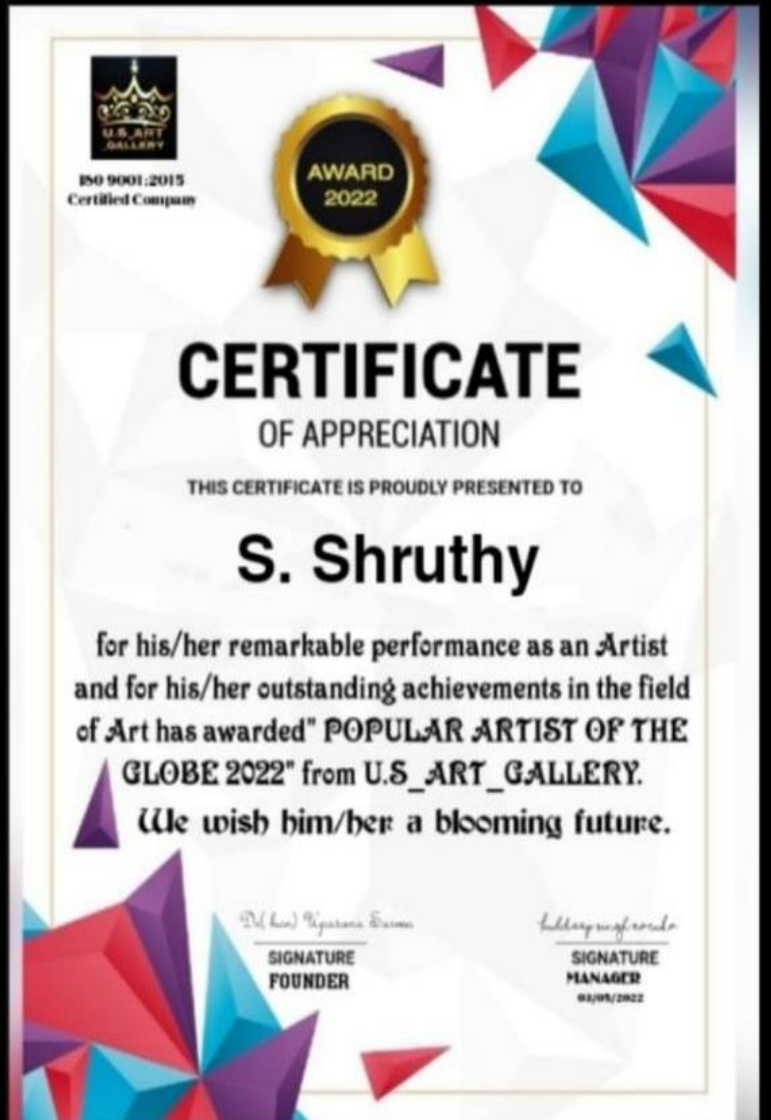 U.S_ART
_GALLERY
ISO 9001:2015
Certified Company
AWARD
2022
CERTIFICATE
OF APPRECIATION
THIS CERTIFICATE IS PROUDLY PRESENTED TO
S. Shruthy
for his/her remarkable performance as an Artist
and for his/her outstanding achievements in the field
of Art has awarded" POPULAR ARTIST OF THE
GLOBE 2022" from U.S_ART_GALLERY.
We wish him/her a blooming future.
SIGNATURE
FOUNDER
SIGNATURE
MANAGER